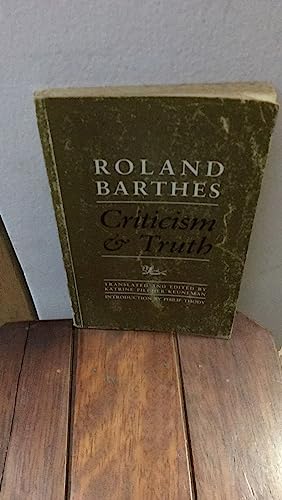 ROLAND
BARTHES
Criticism
& Truth
TRANSLATED AND EDITED BY
KATRINE PILCHER KEUNEMAN
INTRODUCTION BY PHILIP THODY